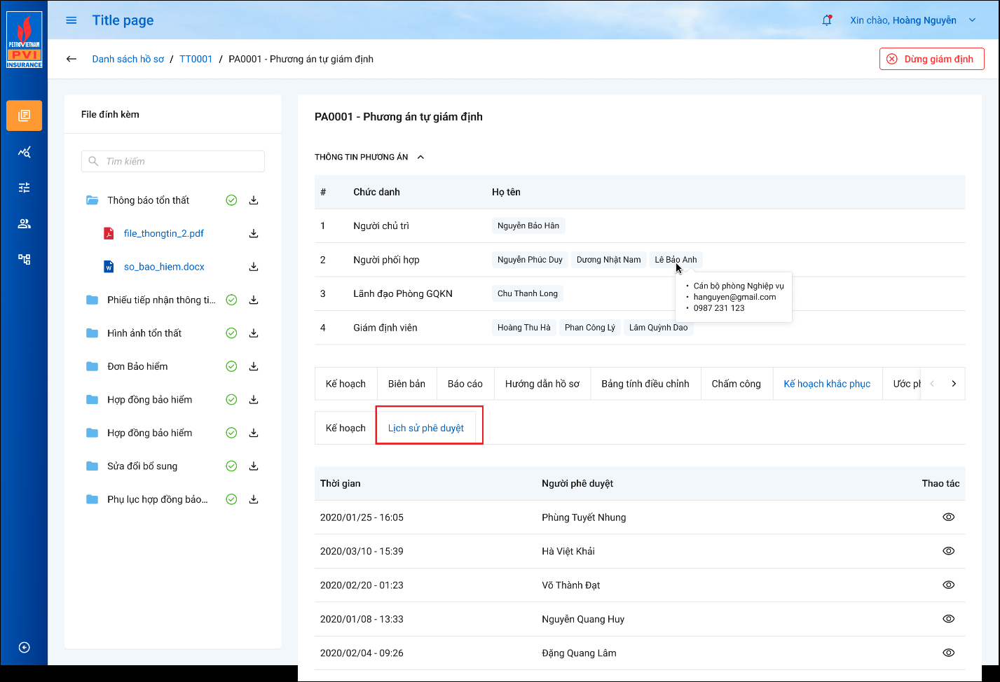 PETROVIETNAM
PVI
INSURANCE
Title page
Xin chào, Hoàng Nguyễn
Danh sách hồ sơ / TT0001 / PA0001 - Phương án tự giám định
Dừng giám định
File đính kèm
Tìm kiếm
Thông báo tổn thất
file_thongtin_2.pdf
so_bao_hiem.docx
Phiếu tiếp nhận thông ti...
Hình ảnh tổn thất
Đơn Bảo hiểm
Hợp đồng bảo hiểm
Hợp đồng bảo hiểm
Sửa đổi bổ sung
Phụ lục hợp đồng bảo...
PA0001 - Phương án tự giám định
THÔNG TIN PHƯƠNG ÁN
# Chức danh Họ tên
1 Người chủ trì Nguyễn Bảo Hân
2 Người phối hợp Nguyễn Phúc Duy Dương Nhật Nam Lê Bảo Anh
• Cán bộ phòng Nghiệp vụ
• hanguyen@gmail.com
• 0987 231 123
3 Lãnh đạo Phòng GQKN Chu Thanh Long
4 Giám định viên Hoàng Thu Hà Phan Công Lý Lâm Quỳnh Dao
Kế hoạch Biên bản Báo cáo Hướng dẫn hồ sơ Bảng tính điều chỉnh Chấm công Kế hoạch khắc phục Ước ph
Kế hoạch Lịch sử phê duyệt
Thời gian Người phê duyệt Thao tác
2020/01/25 - 16:05 Phùng Tuyết Nhung
2020/03/10 - 15:39 Hà Việt Khải
2020/02/20 - 01:23 Võ Thành Đạt
2020/01/08 - 13:33 Nguyễn Quang Huy
2020/02/04 - 09:26 Đặng Quang Lâm